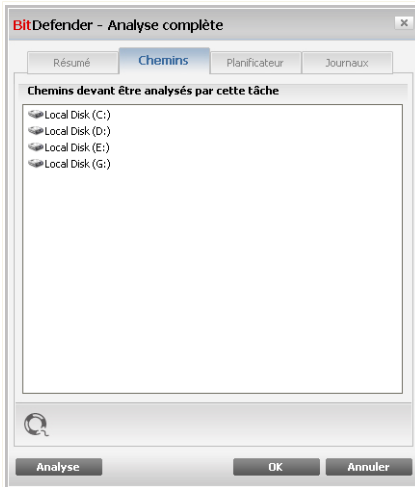 BitDefender - Analyse complète
Résumé Chemins Planificateur Journaux
Chemins devant être analysés par cette tâche
Local Disk (C:)
Local Disk (D:)
Local Disk (E:)
Local Disk (G:)
Analyse OK Annuler